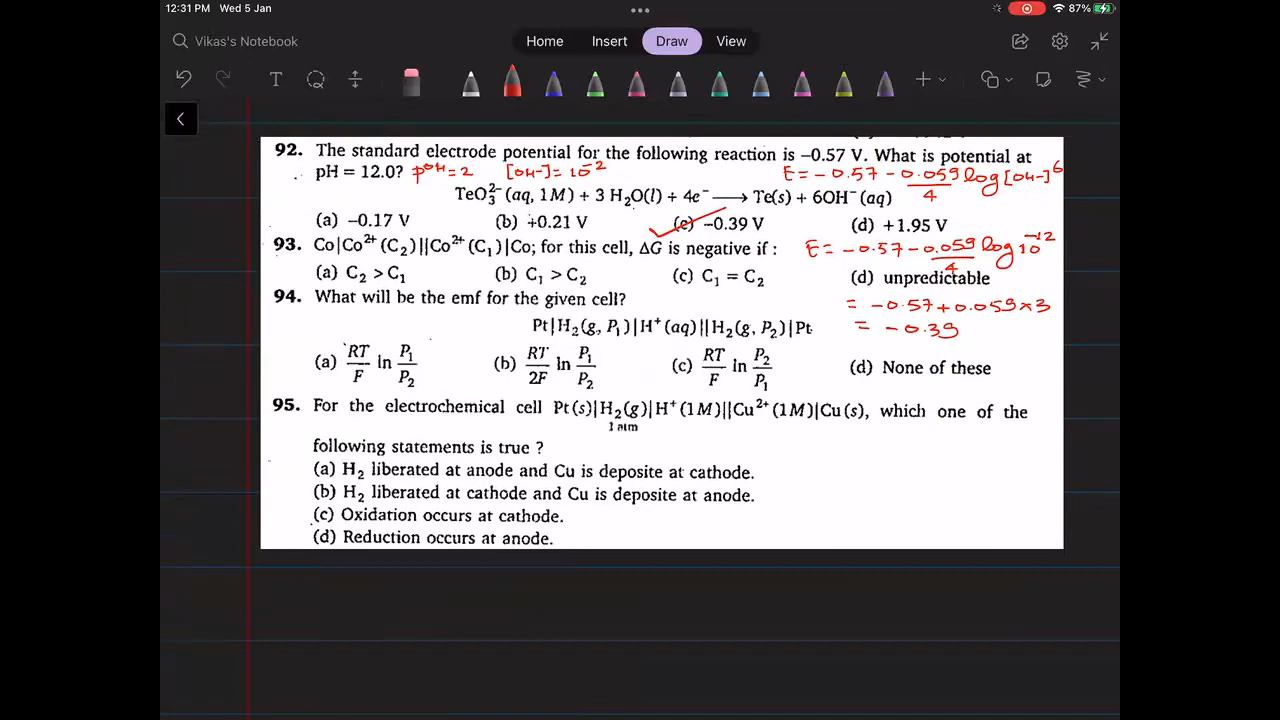 12:31 PM Wed 5 Jan
87%
Vikas's Notebook
Home Insert Draw View
92. The standard electrode potential for the following reaction is −0.57 V. What is potential at
pH = 12.0? pOH = 2 [OH-] = 10⁻² E = -0.57 - 0.059/4 log [OH-]⁶
TeO₃²⁻ (aq, 1M) + 3 H₂O(l) + 4e⁻ ⟶ Te(s) + 6OH⁻ (aq)
(a) −0.17 V (b) +0.21 V (c) −0.39 V (d) +1.95 V
93. Co|Co²⁺ (C₂)||Co²⁺ (C₁)|Co; for this cell, ΔG is negative if : E = -0.57 - 0.059/4 log 10⁻¹²
(a) C₂ > C₁ (b) C₁ > C₂ (c) C₁ = C₂ (d) unpredictable
94. What will be the emf for the given cell? = -0.57 + 0.059 × 3
Pt|H₂(g, P₁)|H⁺(aq)||H₂(g, P₂)|Pt = -0.39
(a) RT/F ln P₁/P₂ (b) RT/2F ln P₁/P₂ (c) RT/F ln P₂/P₁ (d) None of these
95. For the electrochemical cell Pt(s)|H₂(g)|H⁺(1M)||Cu²⁺(1M)|Cu(s), which one of the
1 atm
following statements is true ?
(a) H₂ liberated at anode and Cu is deposite at cathode.
(b) H₂ liberated at cathode and Cu is deposite at anode.
(c) Oxidation occurs at cathode.
(d) Reduction occurs at anode.